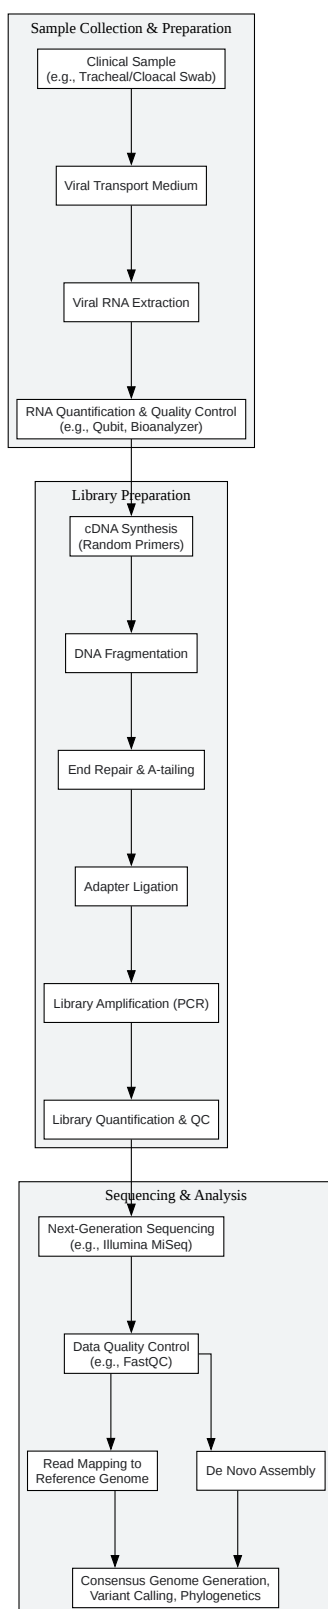 Sample Collection & Preparation
Clinical Sample
(e.g., Tracheal/Cloacal Swab)
Viral Transport Medium
Viral RNA Extraction
RNA Quantification & Quality Control
(e.g., Qubit, Bioanalyzer)
Library Preparation
cDNA Synthesis
(Random Primers)
DNA Fragmentation
End Repair & A-tailing
Adapter Ligation
Library Amplification (PCR)
Library Quantification & QC
Sequencing & Analysis
Next-Generation Sequencing
(e.g., Illumina MiSeq)
Data Quality Control
(e.g., FastQC)
Read Mapping to
Reference Genome
De Novo Assembly
Consensus Genome Generation,
Variant Calling, Phylogenetics